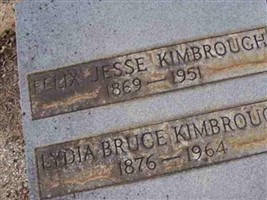 FELIX JESSE KIMBROUGH
1869 — 1951
LYDIA BRUCE KIMBROUG
1876 — 1964